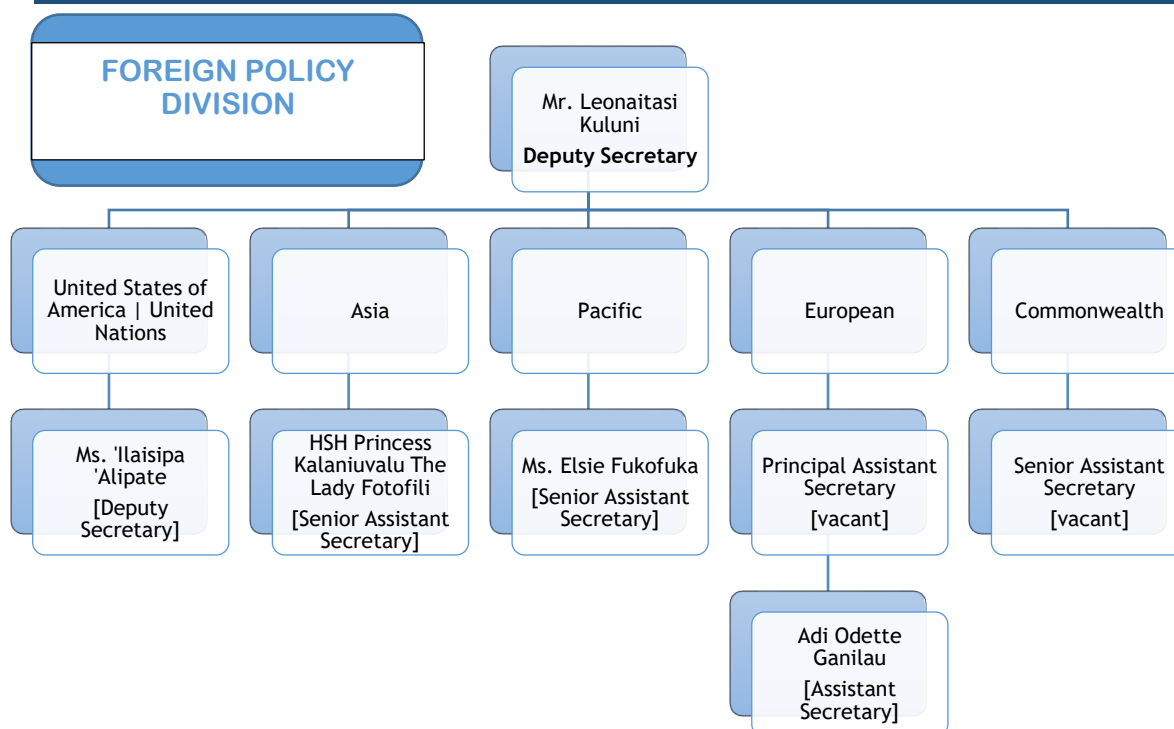 FOREIGN POLICY
DIVISION
Mr. Leonaitasi
Kuluni
Deputy Secretary
United States of
America | United
Nations
Asia
Pacific
European
Commonwealth
Ms. 'Ilaisipa
'Alipate
[Deputy
Secretary]
HSH Princess
Kalaniuvalu The
Lady Fotofili
[Senior Assistant
Secretary]
Ms. Elsie Fukofuka
[Senior Assistant
Secretary]
Principal Assistant
Secretary
[vacant]
Senior Assistant
Secretary
[vacant]
Adi Odette
Ganilau
[Assistant
Secretary]